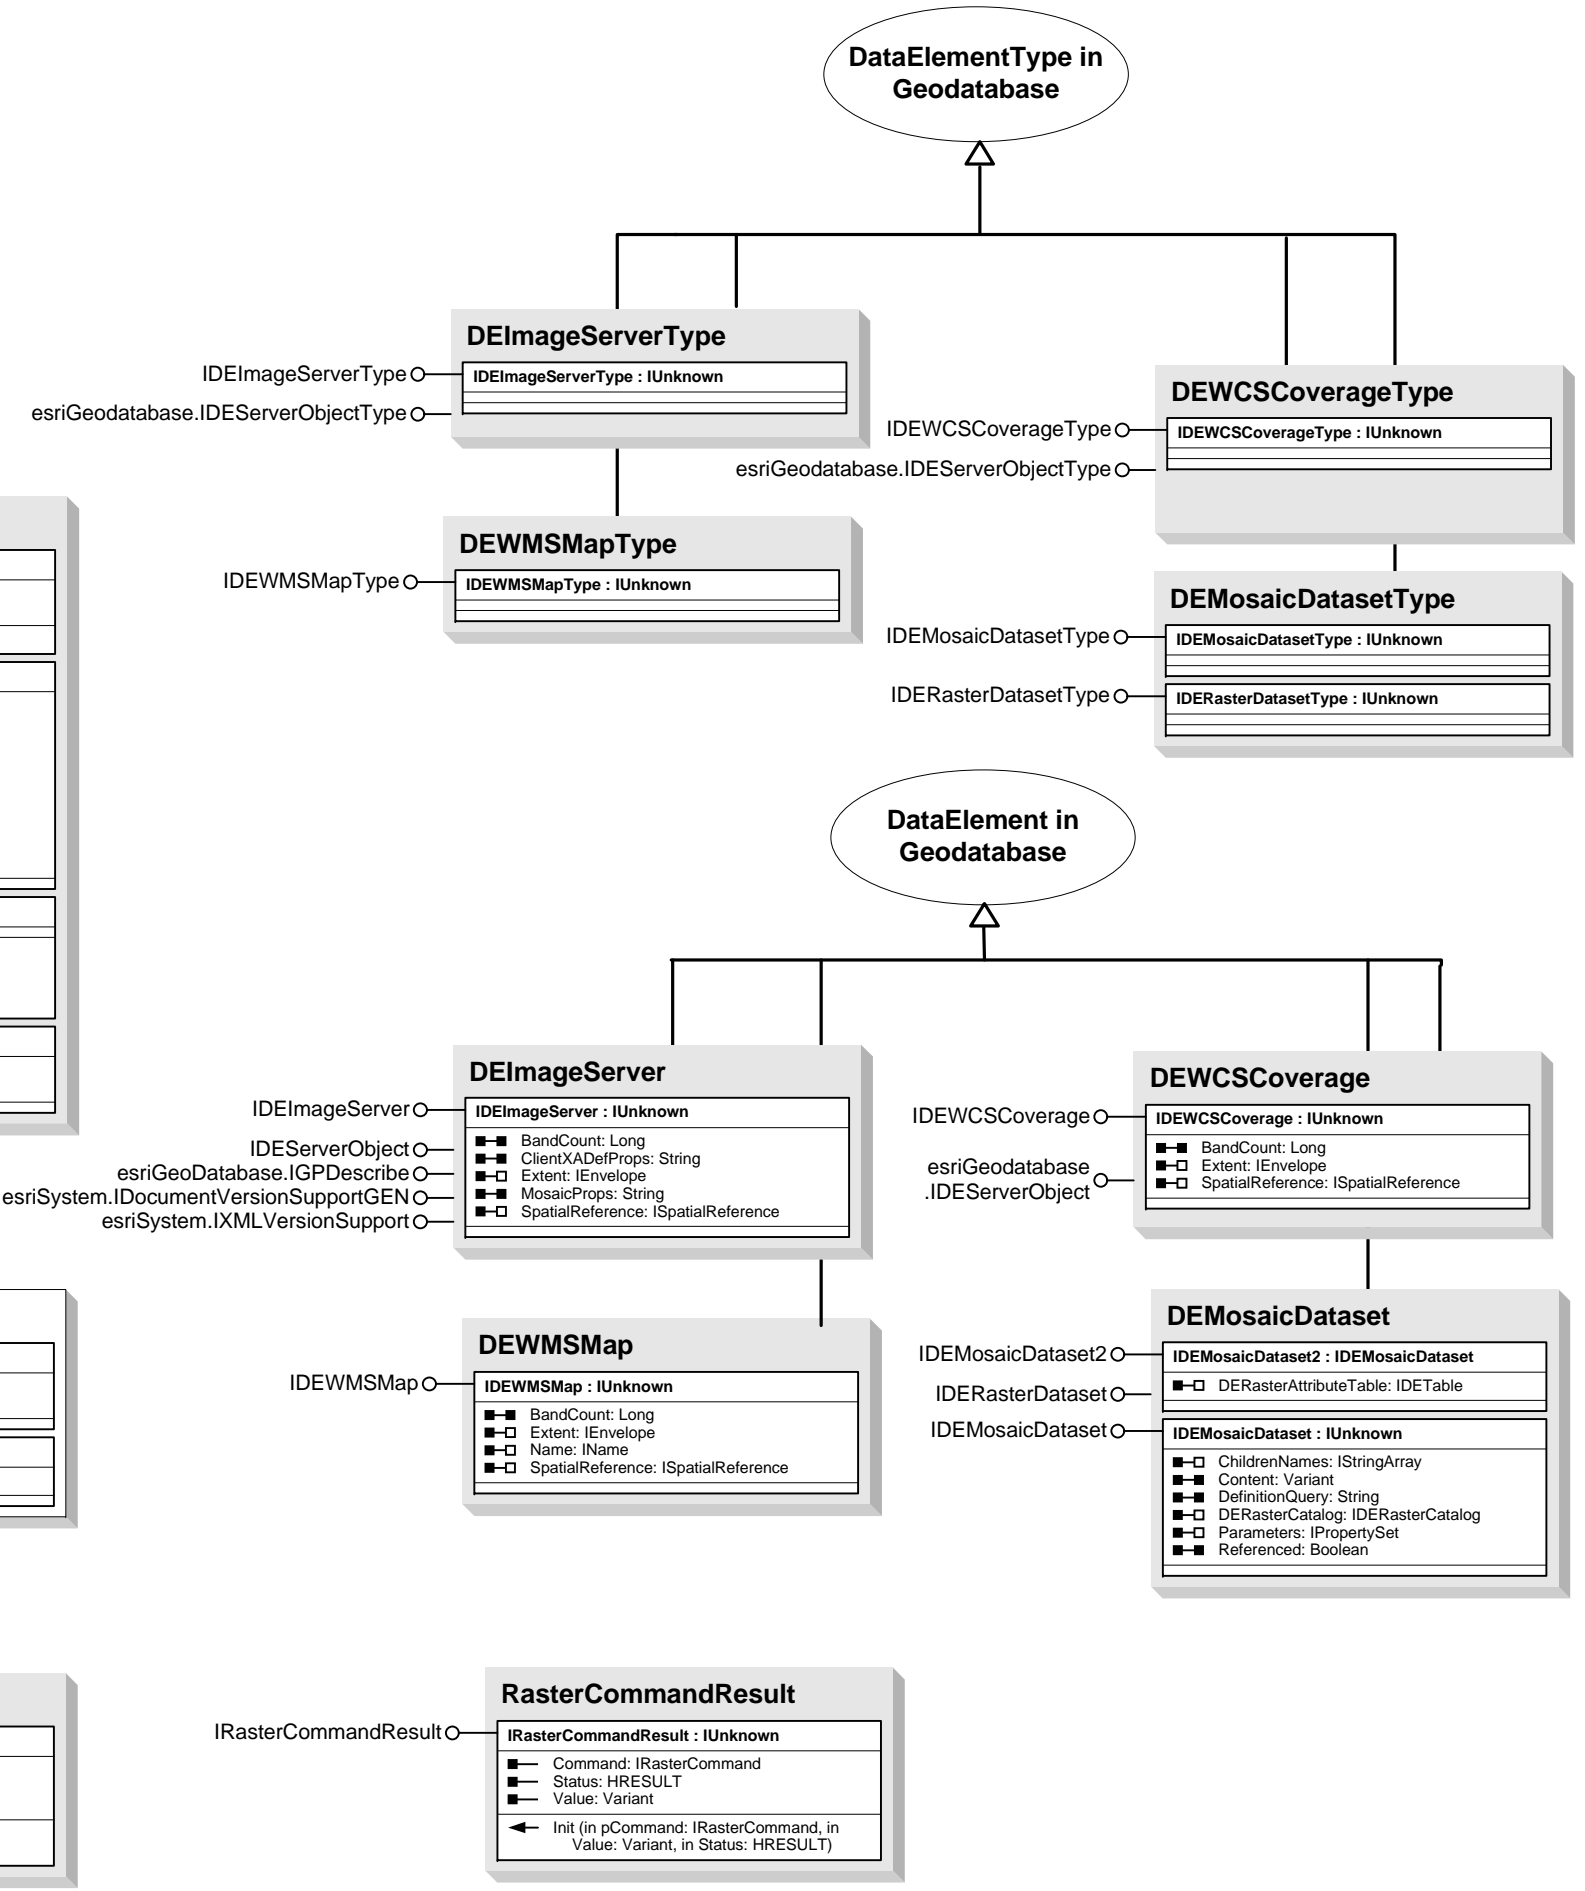 DataElementType in
Geodatabase
DEImageServerType
IDEImageServerType
IDEImageServerType : IUnknown
esriGeodatabase.IDEServerObjectType
DEWCSCoverageType
IDEWCSCoverageType
IDEWCSCoverageType : IUnknown
esriGeodatabase.IDEServerObjectType
DEWMSMapType
IDEWMSMapType
IDEWMSMapType : IUnknown
DEMosaicDatasetType
IDEMosaicDatasetType
IDEMosaicDatasetType : IUnknown
IDERasterDatasetType
IDERasterDatasetType : IUnknown
DataElement in
Geodatabase
DEImageServer
IDEImageServer
IDEServerObject
esriGeoDatabase.IGPDescribe
esriSystem.IDocumentVersionSupportGEN
esriSystem.IXMLVersionSupport
IDEImageServer : IUnknown
BandCount: Long
ClientXADefProps: String
Extent: IEnvelope
MosaicProps: String
SpatialReference: ISpatialReference
DEWCSCoverage
IDEWCSCoverage
esriGeodatabase
.IDEServerObject
IDEWCSCoverage : IUnknown
BandCount: Long
Extent: IEnvelope
SpatialReference: ISpatialReference
DEWMSMap
IDEWMSMap
IDEWMSMap : IUnknown
BandCount: Long
Extent: IEnvelope
Name: IName
SpatialReference: ISpatialReference
DEMosaicDataset
IDEMosaicDataset2
IDERasterDataset
IDEMosaicDataset
IDEMosaicDataset2 : IDEMosaicDataset
DERasterAttributeTable: IDETable
IDEMosaicDataset : IUnknown
ChildrenNames: IStringArray
Content: Variant
DefinitionQuery: String
DERasterCatalog: IDERasterCatalog
Parameters: IPropertySet
Referenced: Boolean
RasterCommandResult
IRasterCommandResult
IRasterCommandResult : IUnknown
Command: IRasterCommand
Status: HRESULT
Value: Variant
Init (in pCommand: IRasterCommand, in
Value: Variant, in Status: HRESULT)